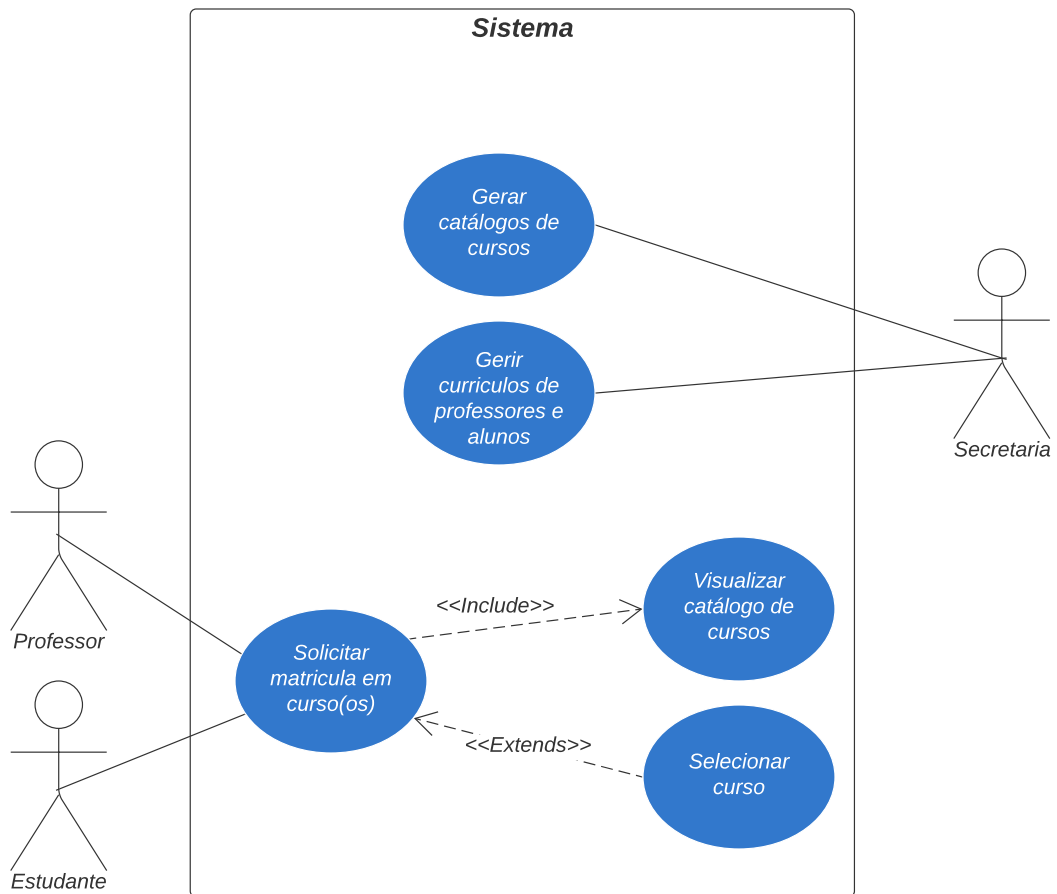 Sistema
Gerar
catálogos de
cursos
Gerir
curriculos de
professores e
alunos
Secretaria
Professor
<<Include>>
Visualizar
catálogo de
cursos
Solicitar
matricula em
curso(os)
<<Extends>>
Selecionar
curso
Estudante